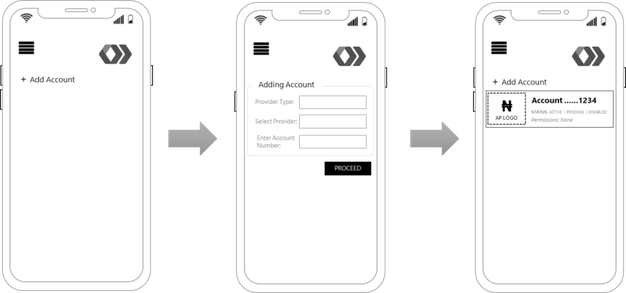 + Add Account
Adding Account
Provider Type:
Select Provider:
Enter Account
Number:
PROCEED
+ Add Account
₦
AP LOGO
Account ......1234
STATUS: ACTIVE | PENDING | DISABLED
Permissions: None